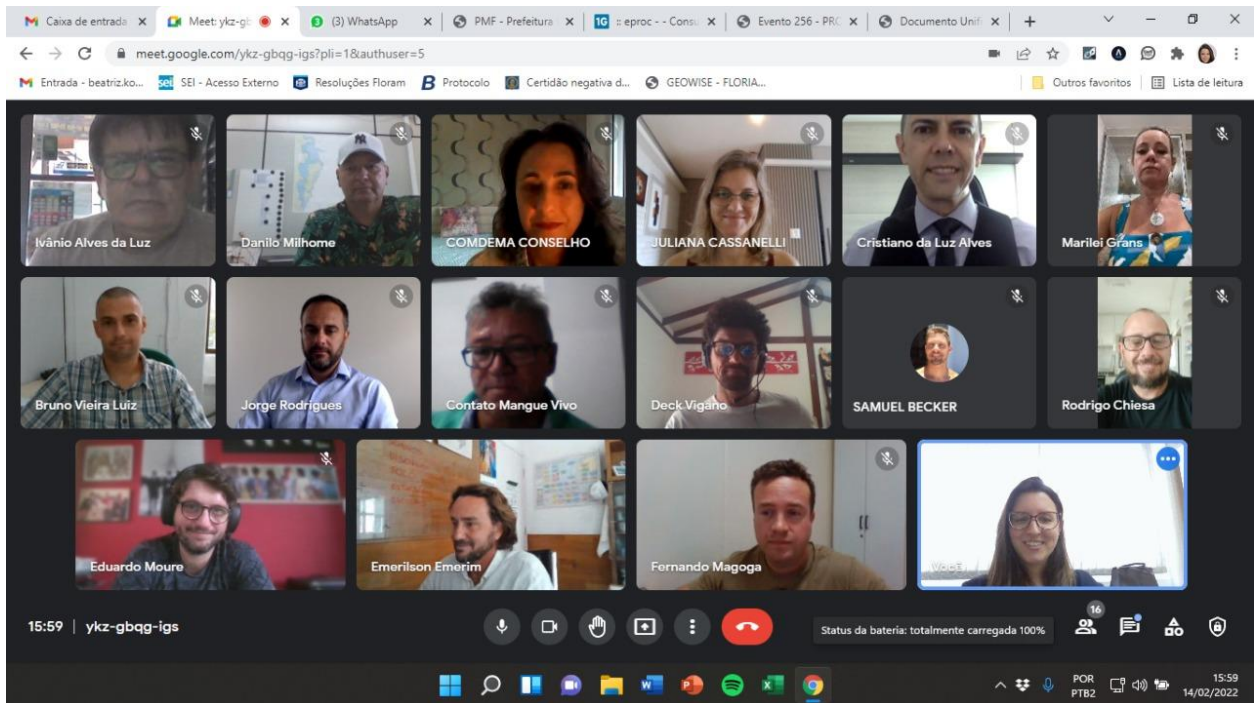 Caixa de entrada
Meet: ykz-gb
(3) WhatsApp
PMF - Prefeitura
:: eproc - - Consu
Evento 256 - PRO
Documento Unifi
meet.google.com/ykz-gbqg-igs?pli=1&authuser=5
Entrada - beatriz.ko...
sei
SEI - Acesso Externo
Resoluções Floram
Protocolo
Certidão negativa d...
GEOWISE - FLORIA...
Outros favoritos
Lista de leitura
Ivânio Alves da Luz
Danilo Milhome
COMDEMA CONSELHO
JULIANA CASSANELLI
Cristiano da Luz Alves
Marilei Grans
Bruno Vieira Luiz
Jorge Rodrigues
Contato Mangue Vivo
Deck Vigano
SAMUEL BECKER
Rodrigo Chiesa
Eduardo Moure
Emerilson Emerim
Fernando Magoga
Você
15:59 | ykz-gbqg-igs
Status da bateria: totalmente carregada 100%
16
POR
PTB2
15:59
14/02/2022